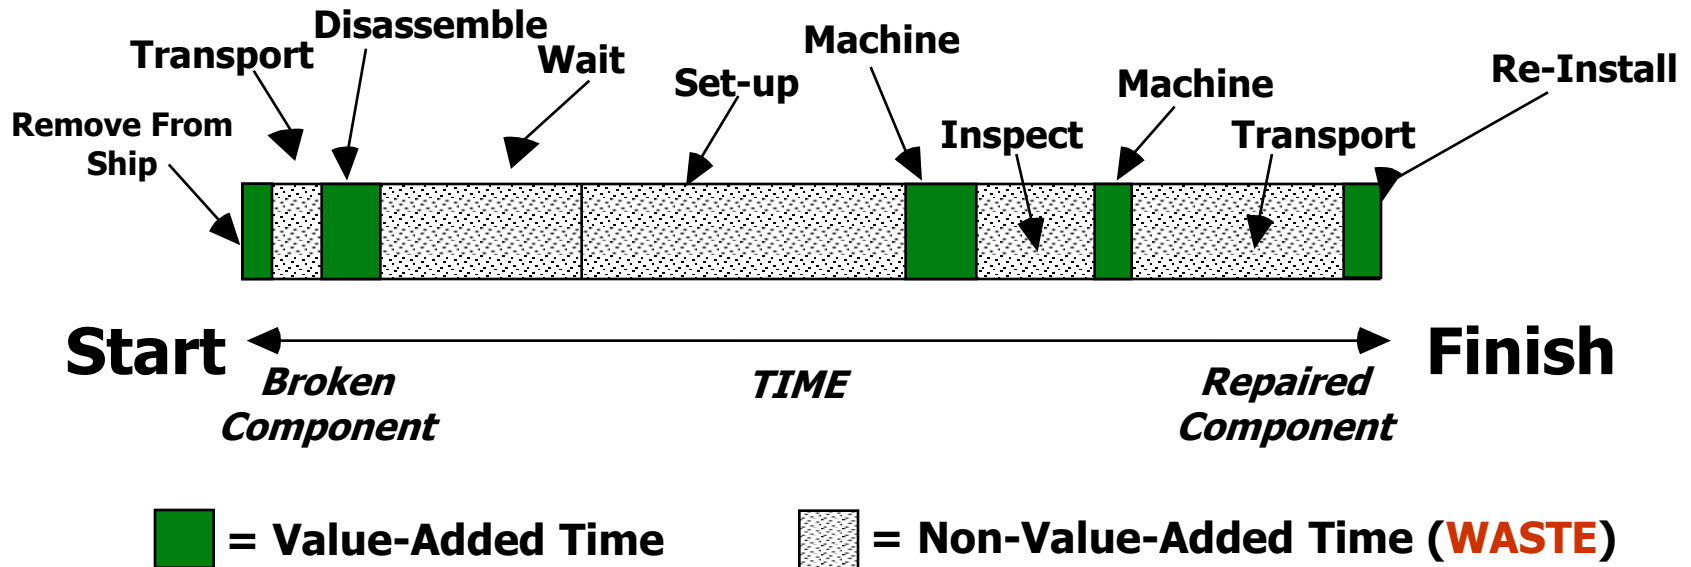 Disassemble
Transport
Wait
Machine
Set-up
Machine
Re-Install
Remove From
Ship
Inspect
Transport
Start
Finish
Broken
Component
TIME
Repaired
Component
= Value-Added Time
= Non-Value-Added Time (WASTE)